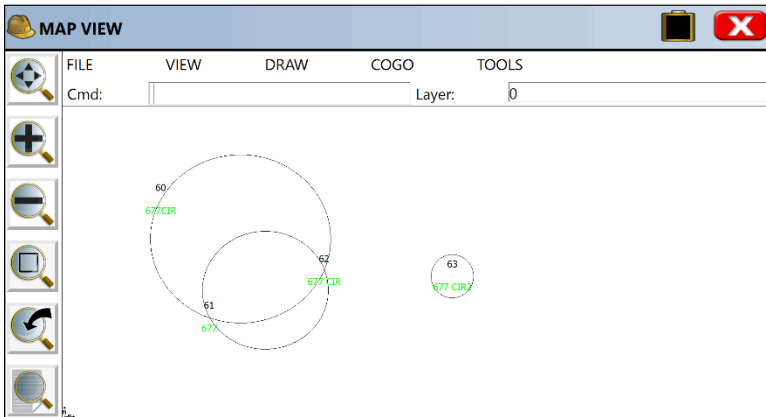 MAP VIEW
FILE VIEW DRAW COGO TOOLS
Cmd: Layer: 0
60
677CIR
62
63
677 CIR
677 CIR2
61
677